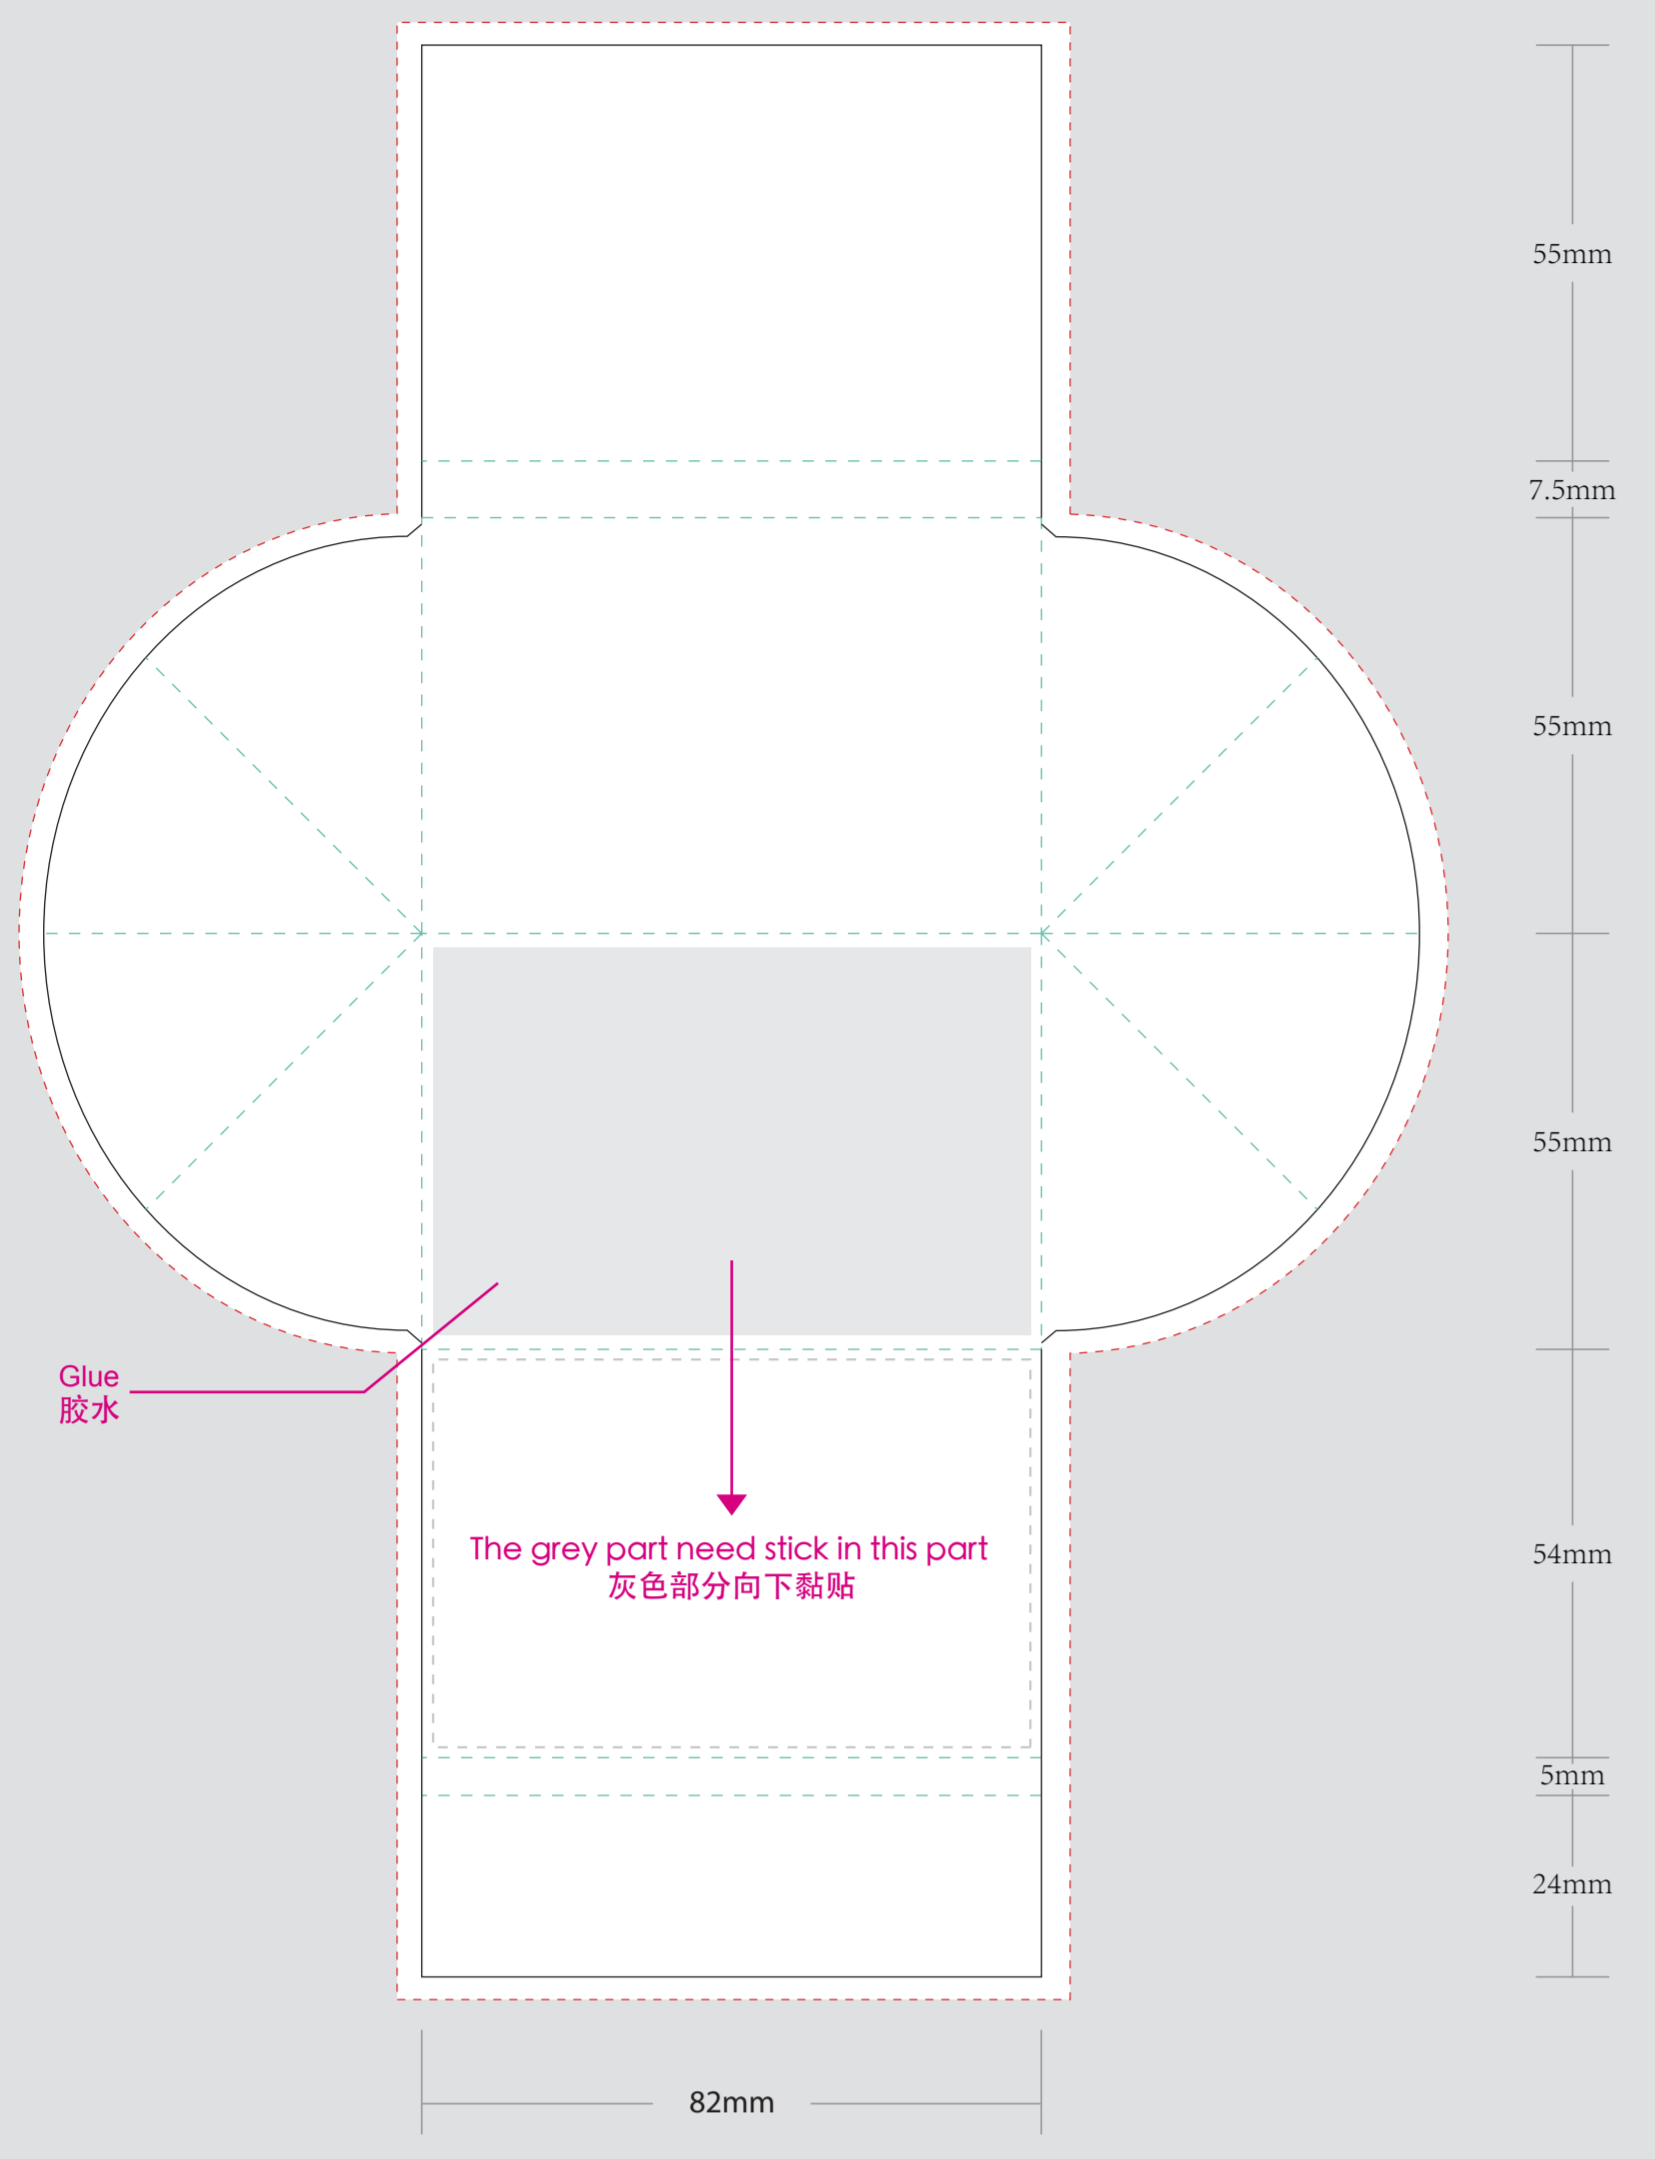 55mm
7.5mm
55mm
55mm
Glue
胶水
The grey part need stick in this part
灰色部分向下黏贴
54mm
5mm
24mm
82mm